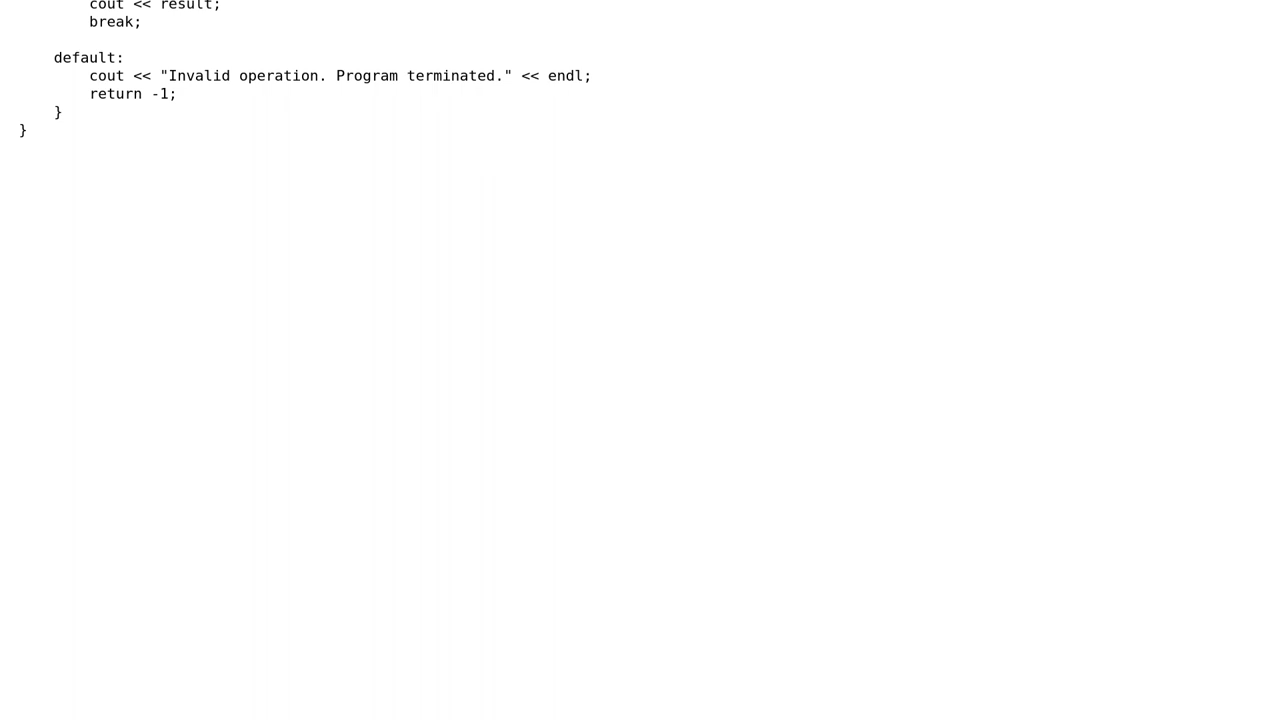 cout << result;
        break;

    default:
        cout << "Invalid operation. Program terminated." << endl;
        return -1;
    }
}